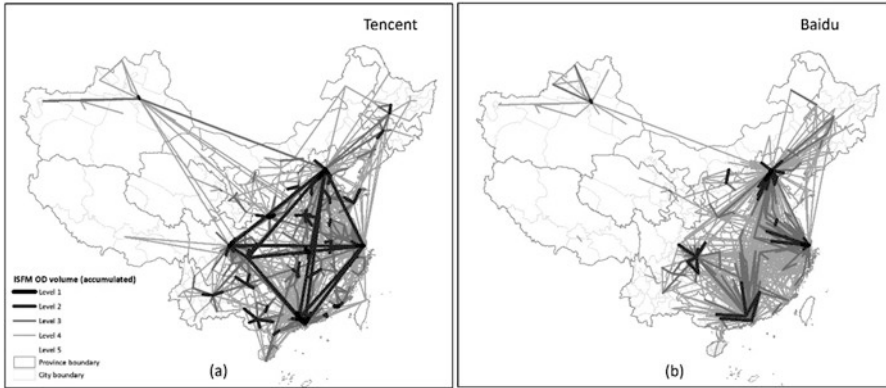 Tencent
ISFM OD volume (accumulated)
Level 1
Level 2
Level 3
Level 4
Level 5
Province boundary
City boundary
(a)
Baidu
(b)